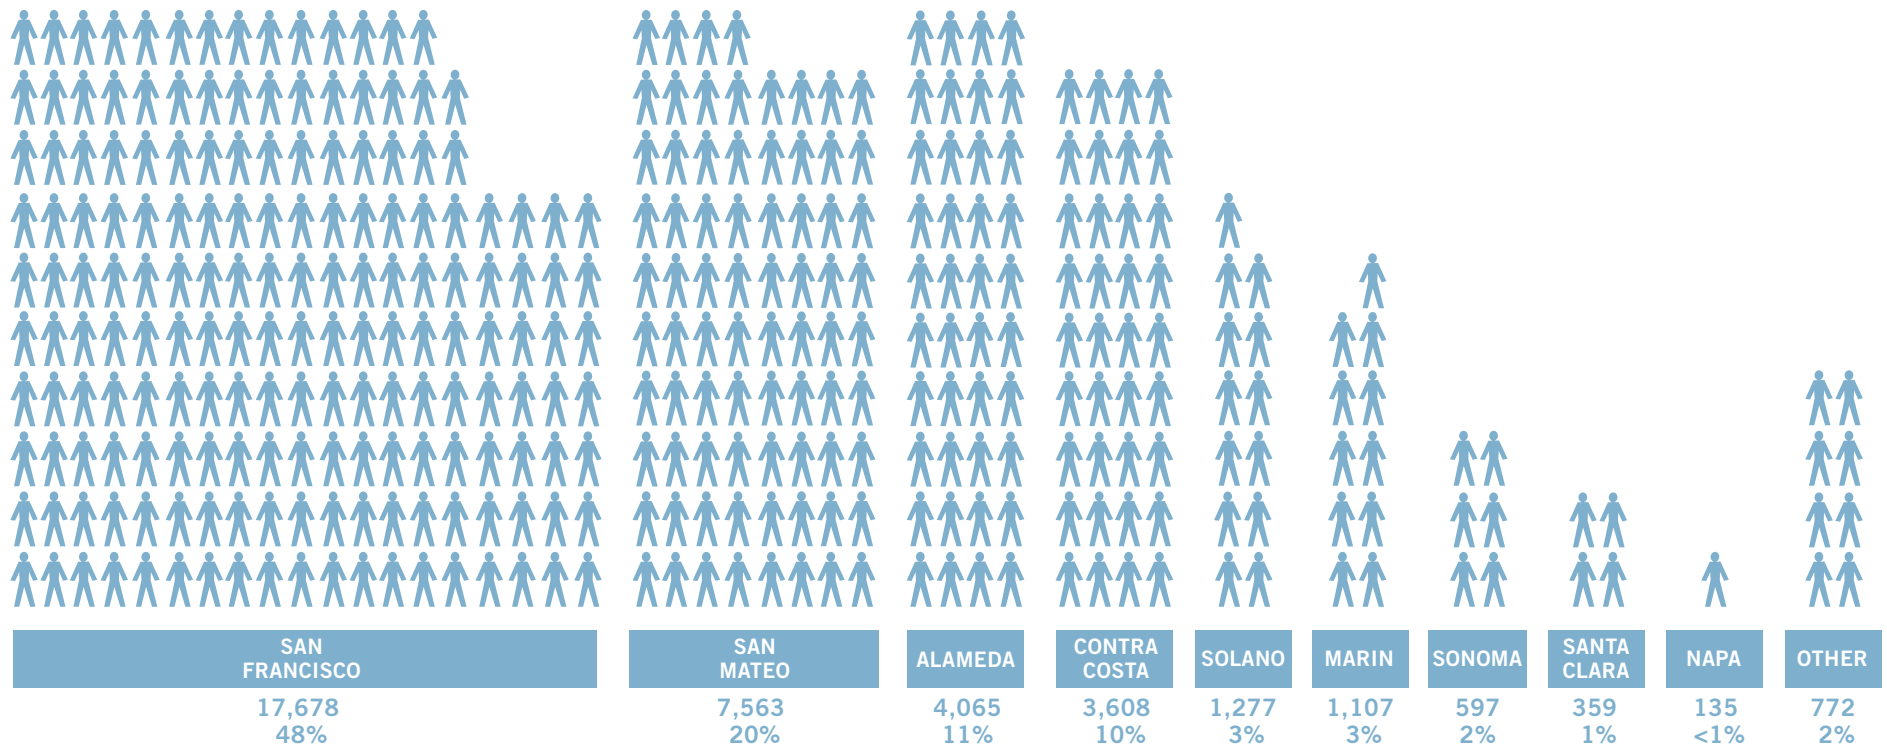 SAN
FRANCISCO
17,678
48%
SAN
MATEO
7,563
20%
ALAMEDA
4,065
11%
CONTRA
COSTA
3,608
10%
SOLANO
1,277
3%
MARIN
1,107
3%
SONOMA
597
2%
SANTA
CLARA
359
1%
NAPA
135
<1%
OTHER
772
2%